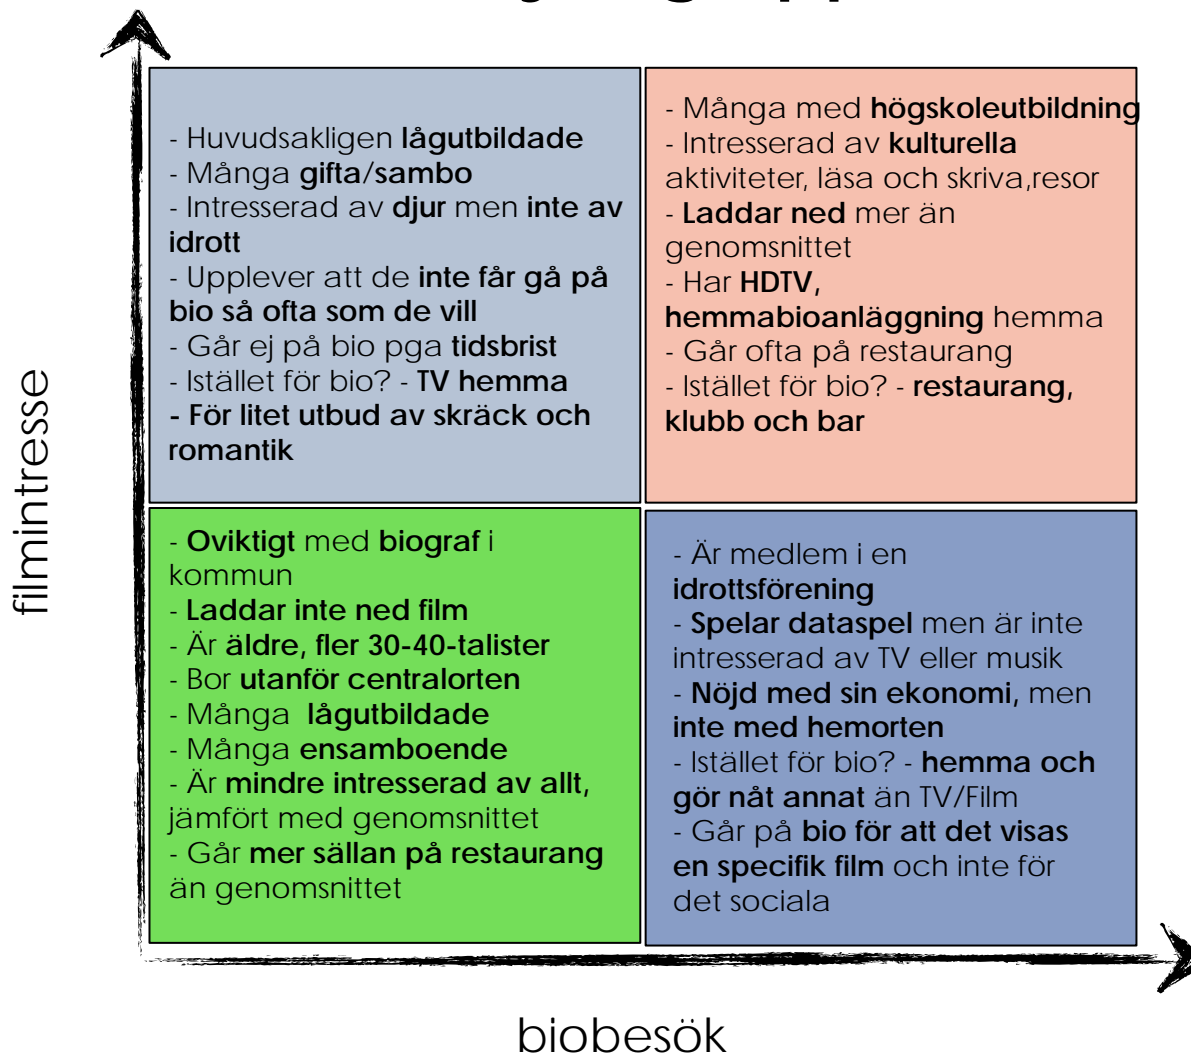 - Huvudsakligen lågutbildade
- Många gifta/sambo
- Intresserad av djur men inte av
idrott
- Upplever att de inte får gå på
bio så ofta som de vill
- Går ej på bio pga tidsbrist
- Istället för bio? - TV hemma
- För litet utbud av skräck och
romantik
- Många med högskoleutbildning
- Intresserad av kulturella
aktiviteter, läsa och skriva,resor
- Laddar ned mer än
genomsnittet
- Har HDTV,
hemmabioanläggning hemma
- Går ofta på restaurang
- Istället för bio? - restaurang,
klubb och bar
filmintresse
- Oviktigt med biograf i
kommun
- Laddar inte ned film
- Är äldre, fler 30-40-talister
- Bor utanför centralorten
- Många lågutbildade
- Många ensamboende
- Är mindre intresserad av allt,
jämfört med genomsnittet
- Går mer sällan på restaurang
än genomsnittet
- Är medlem i en
idrottsförening
- Spelar dataspel men är inte
intresserad av TV eller musik
- Nöjd med sin ekonomi, men
inte med hemorten
- Istället för bio? - hemma och
gör nåt annat än TV/Film
- Går på bio för att det visas
en specifik film och inte för
det sociala
biobesök